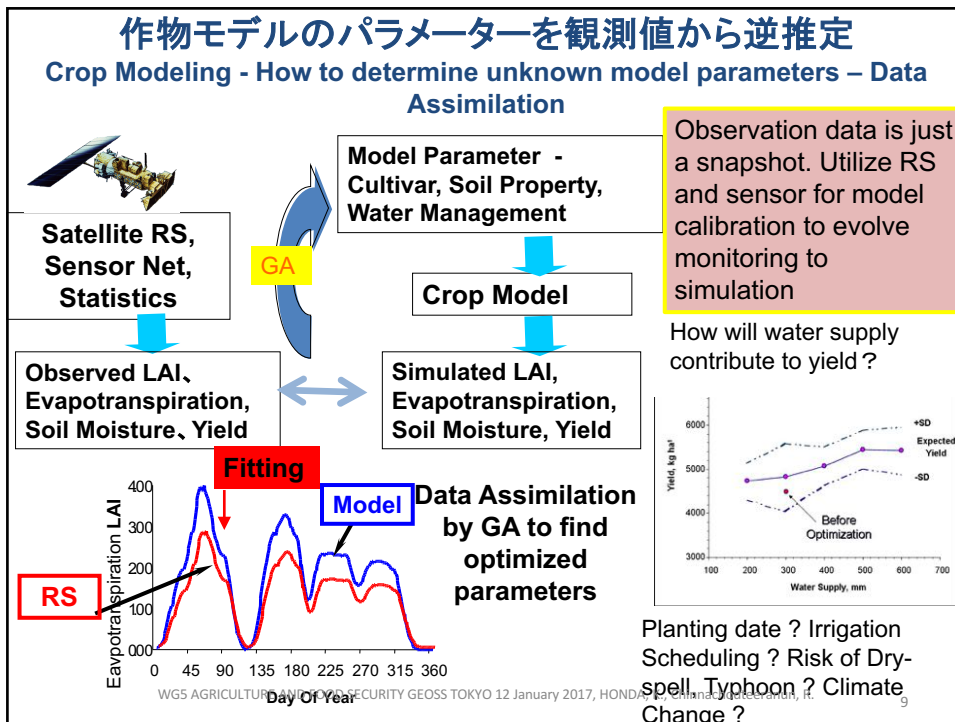 作物モデルのパラメーターを観測値から逆推定
Crop Modeling - How to determine unknown model parameters – Data
Assimilation
Satellite RS,
Sensor Net,
Statistics
GA
Model Parameter -
Cultivar, Soil Property,
Water Management
Crop Model
Observed LAI、
Evapotranspiration,
Soil Moisture、Yield
Simulated LAI,
Evapotranspiration,
Soil Moisture, Yield
Observation data is just
a snapshot. Utilize RS
and sensor for model
calibration to evolve
monitoring to
simulation
How will water supply
contribute to yield？
Fitting
Model
RS
Eavpotranspiration LAI
400
300
200
100
000
0 45 90 135 180 225 270 315 360
Day Of Year
Data Assimilation
by GA to find
optimized
parameters
Yield, kg ha
6000
5000
4000
3000
100 200 300 400 500 600 700
Water Supply, mm
+SD
Expected
Yield
-SD
Before
Optimization
Planting date ? Irrigation
Scheduling ? Risk of Dry-
spell, Typhoon ? Climate
Change ?
WG5 AGRICULTURE AND FOOD SECURITY GEOSS TOKYO 12 January 2017, HONDA, K., Chinnachodteeranun, R.
9